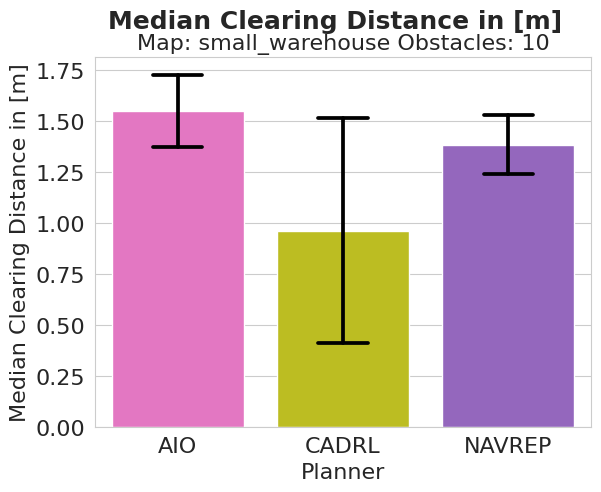 Median Clearing Distance in [m]
Map: small_warehouse Obstacles: 10
Median Clearing Distance in [m]
1.75
1.50
1.25
1.00
0.75
0.50
0.25
0.00
AIO CADRL NAVREP
Planner